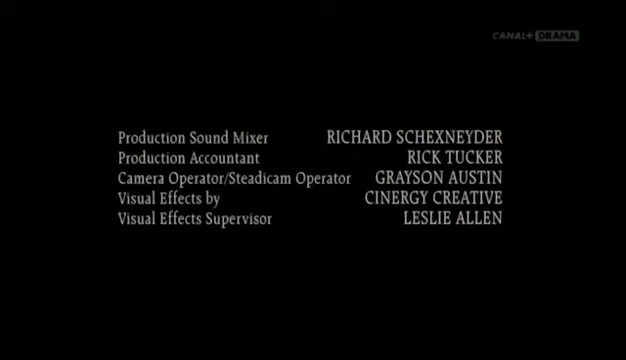 CANAL+ DRAMA
Production Sound Mixer RICHARD SCHEXNEYDER
Production Accountant RICK TUCKER
Camera Operator/Steadicam Operator GRAYSON AUSTIN
Visual Effects by CINERGY CREATIVE
Visual Effects Supervisor LESLIE ALLEN